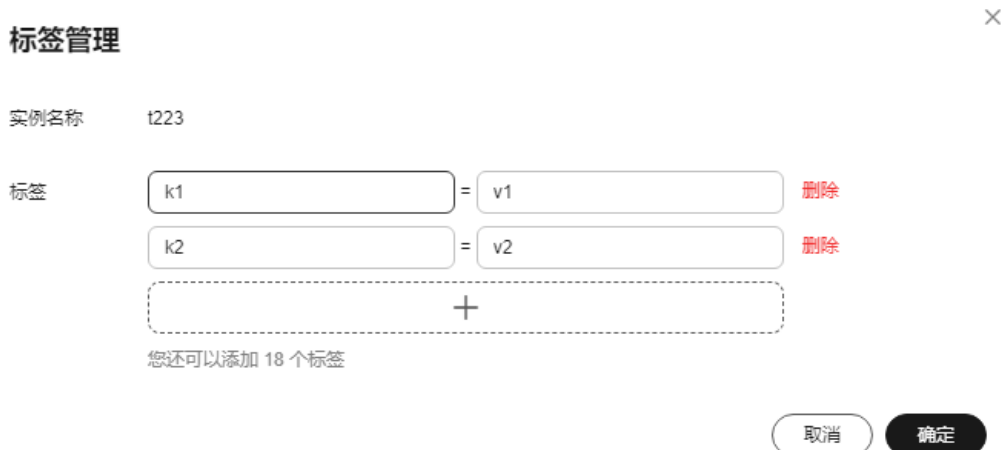 标签管理
实例名称 t223
标签 k1 = v1 删除
k2 = v2 删除
您还可以添加 18 个标签
取消 确定